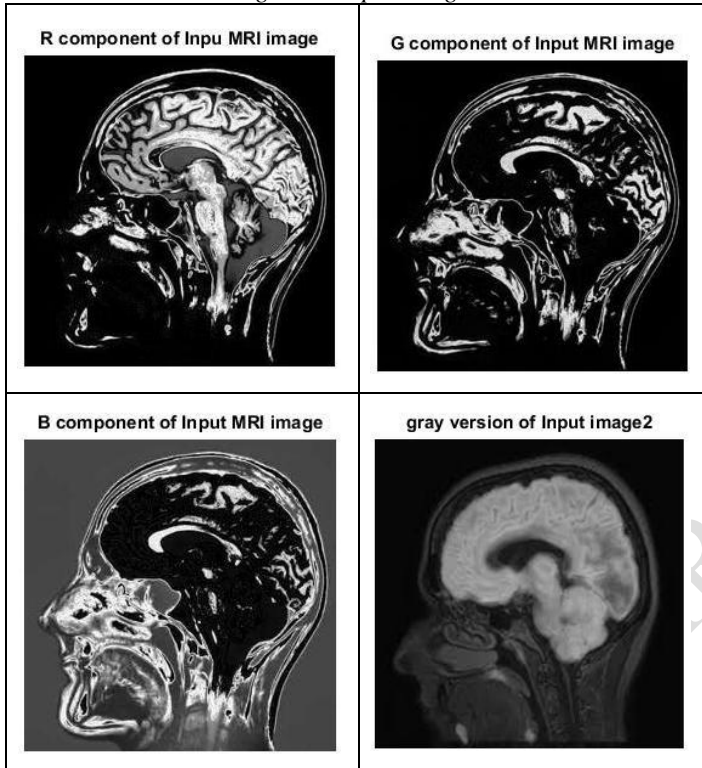 R component of Inpu MRI image
G component of Input MRI image
B component of Input MRI image
gray version of Input image2